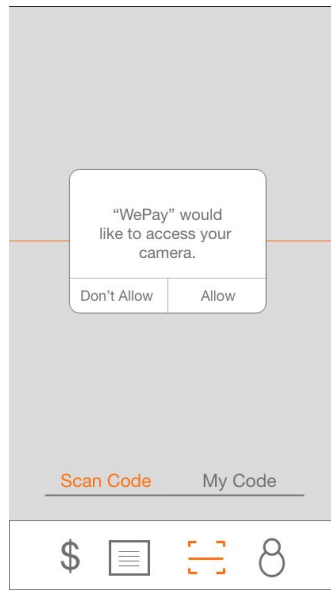 “WePay” would
like to access your
camera.
Don't Allow Allow
Scan Code My Code
$